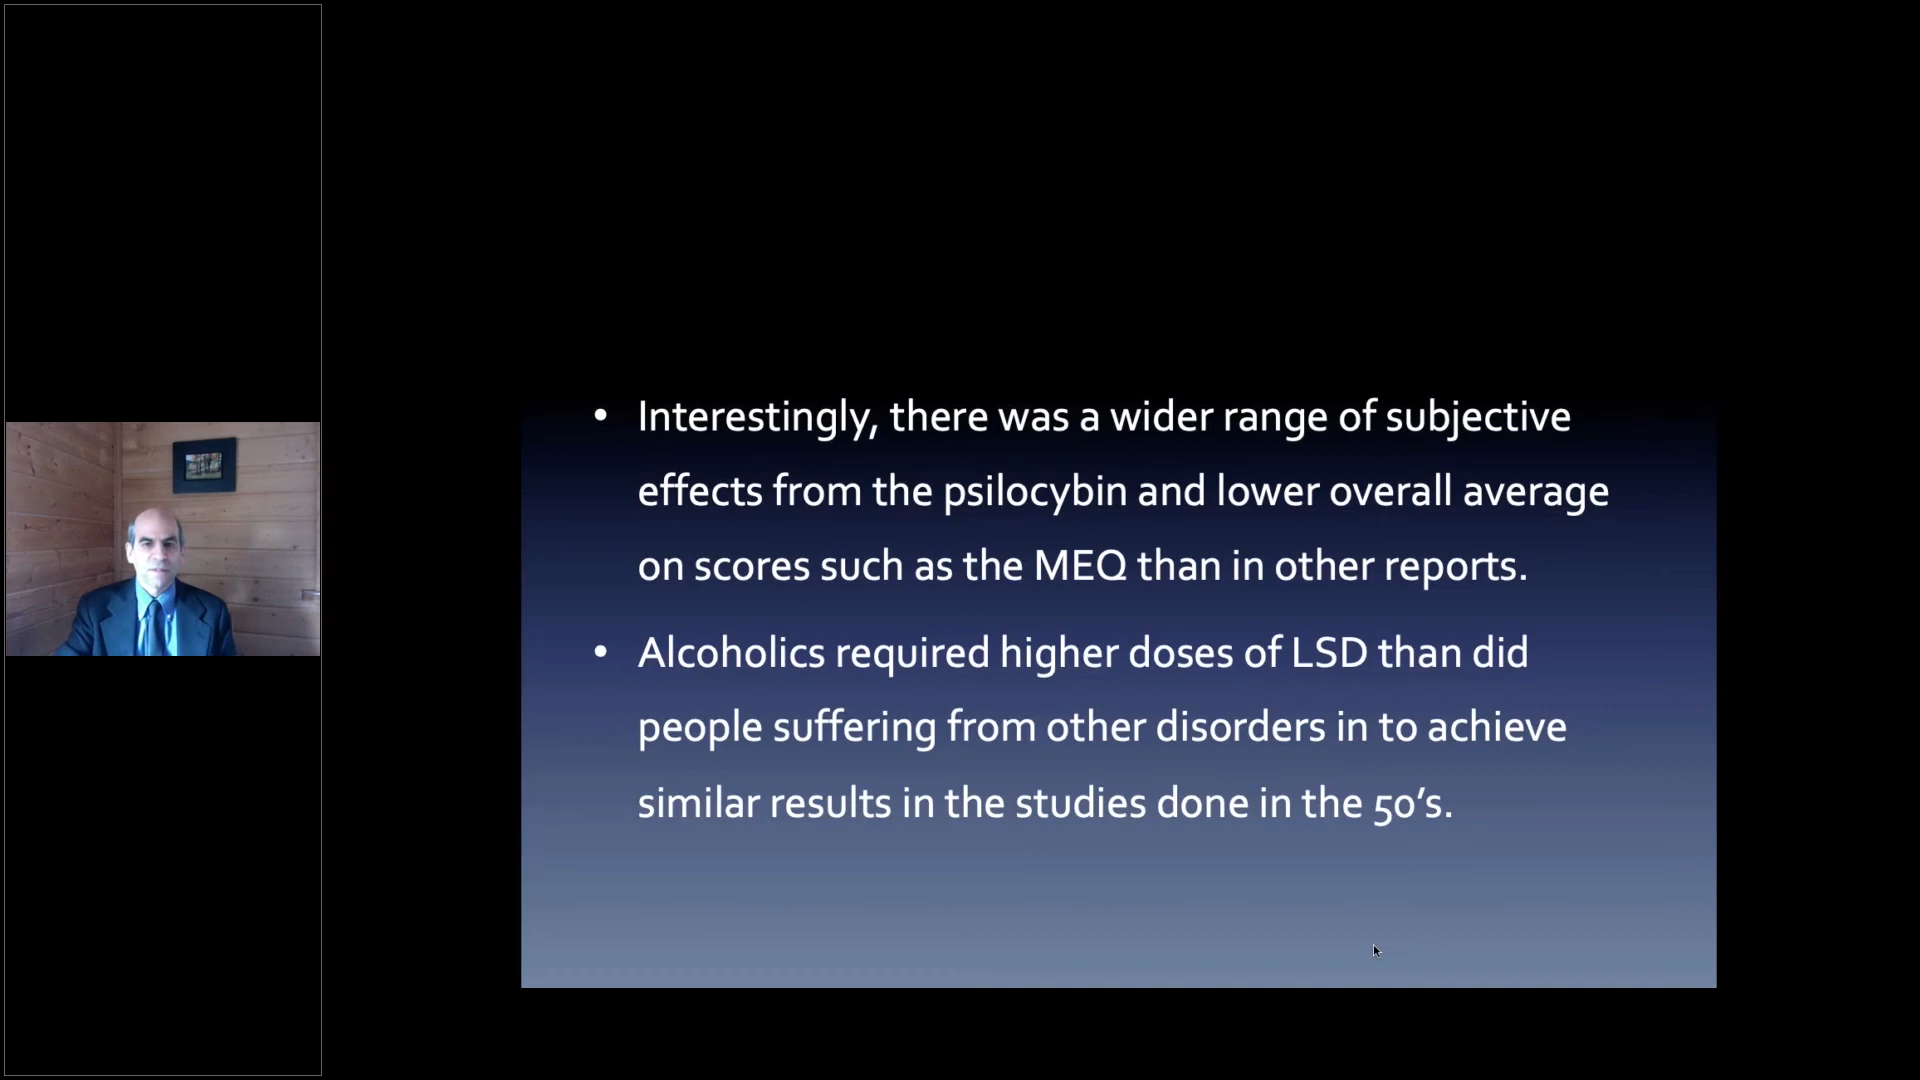 • Interestingly, there was a wider range of subjective
effects from the psilocybin and lower overall average
on scores such as the MEQ than in other reports.
• Alcoholics required higher doses of LSD than did
people suffering from other disorders in to achieve
similar results in the studies done in the 50’s.